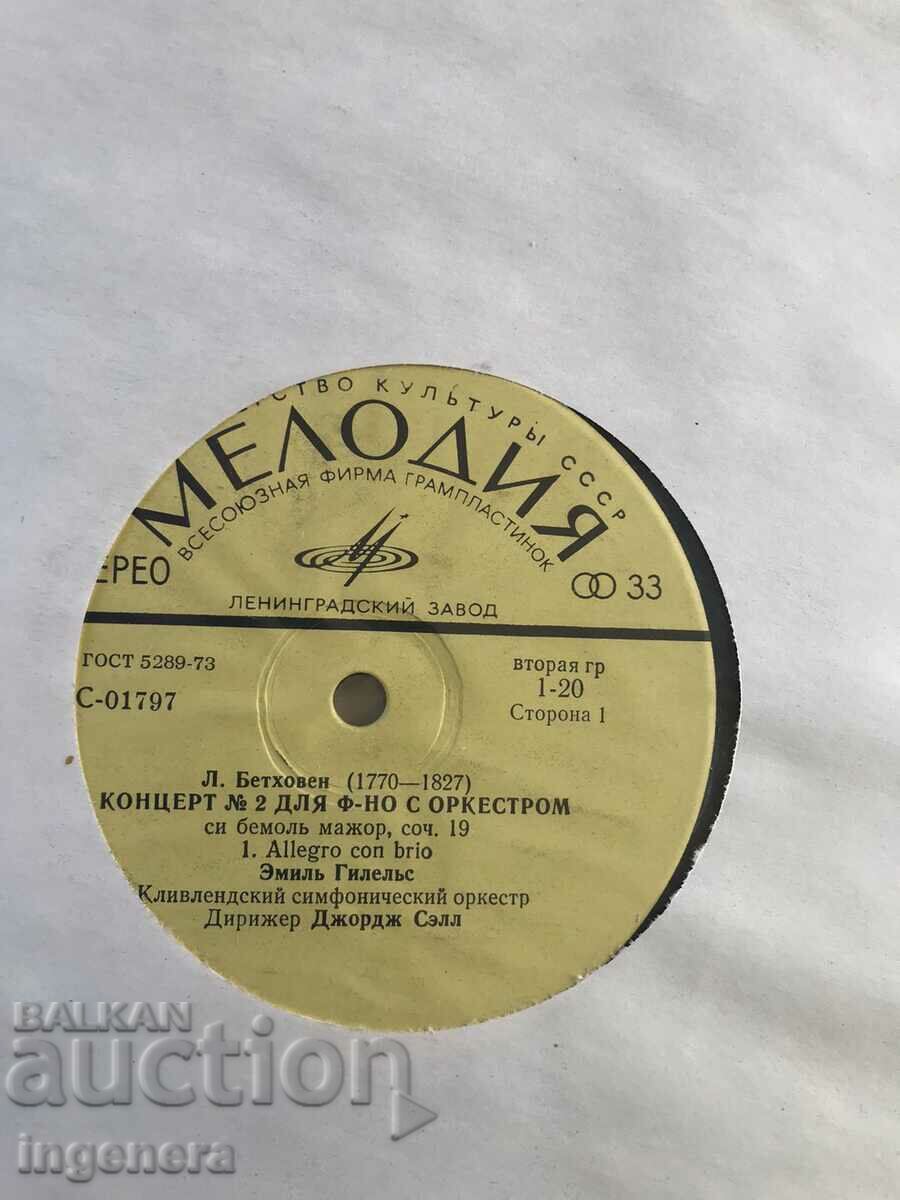 ЕРСТВО КУЛЬТУРЫ СССР
МЕЛОДИЯ
ВСЕСОЮЗНАЯ ФИРМА ГРАМПЛАСТИНОК
ЕРЕО
33
ЛЕНИНГРАДСКИЙ ЗАВОД
ГОСТ 5289-73
вторая гр
С-01797
1-20
Сторона 1
Л. Бетховен (1770—1827)
КОНЦЕРТ № 2 ДЛЯ Ф-НО С ОРКЕСТРОМ
си бемоль мажор, соч. 19
1. Allegro con brio
Эмиль Гилельс
Кливлендский симфонический оркестр
Дирижер Джордж Сэлл
BALKAN
auction
ingenera